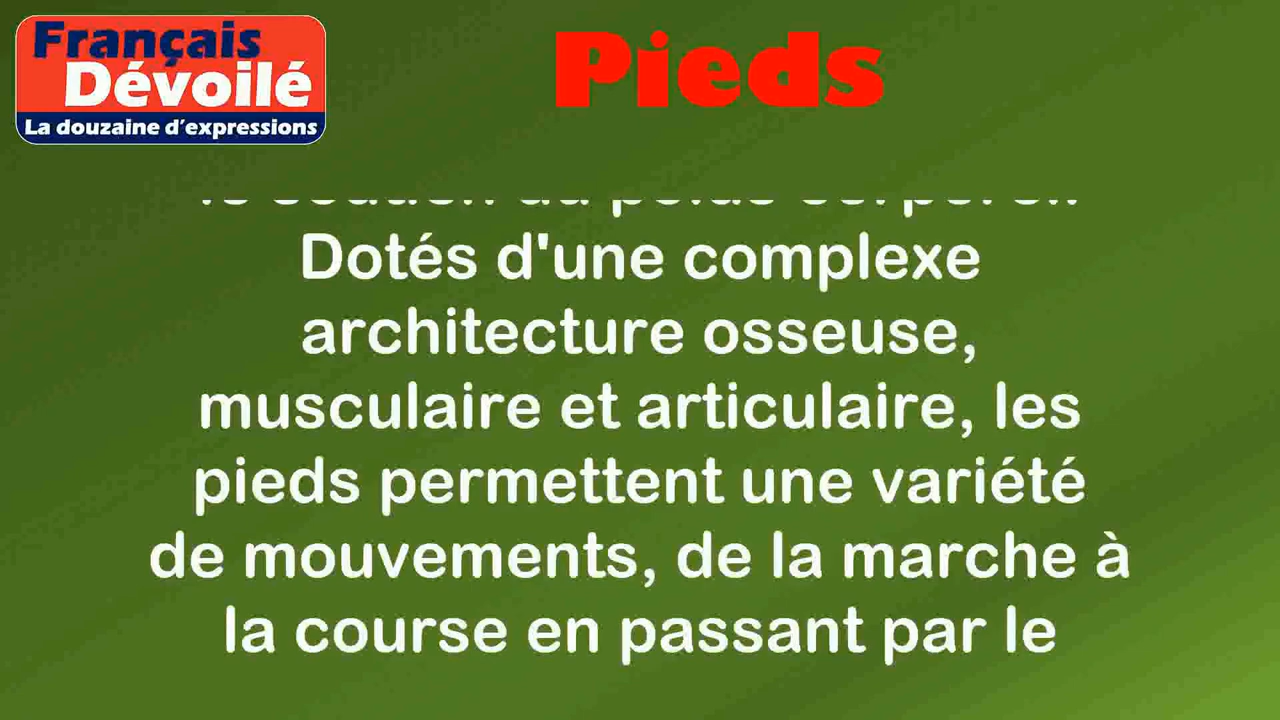 Français
Dévoilé
La douzaine d'expressions
Pieds
Dotés d'une complexe
architecture osseuse,
musculaire et articulaire, les
pieds permettent une variété
de mouvements, de la marche à
la course en passant par le